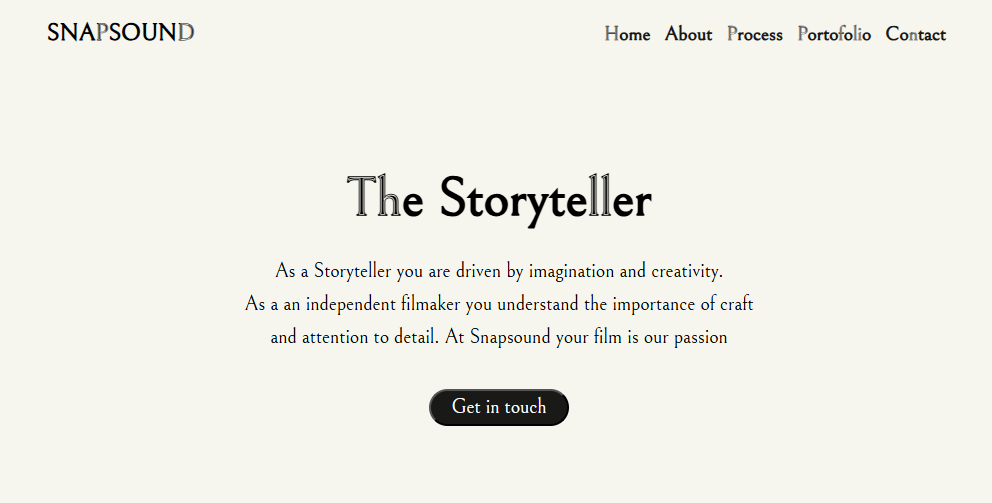 SNAPSOUND
Home About Process Portofolio Contact
The Storyteller
As a Storyteller you are driven by imagination and creativity.
As a an independent filmaker you understand the importance of craft
and attention to detail. At Snapsound your film is our passion
Get in touch